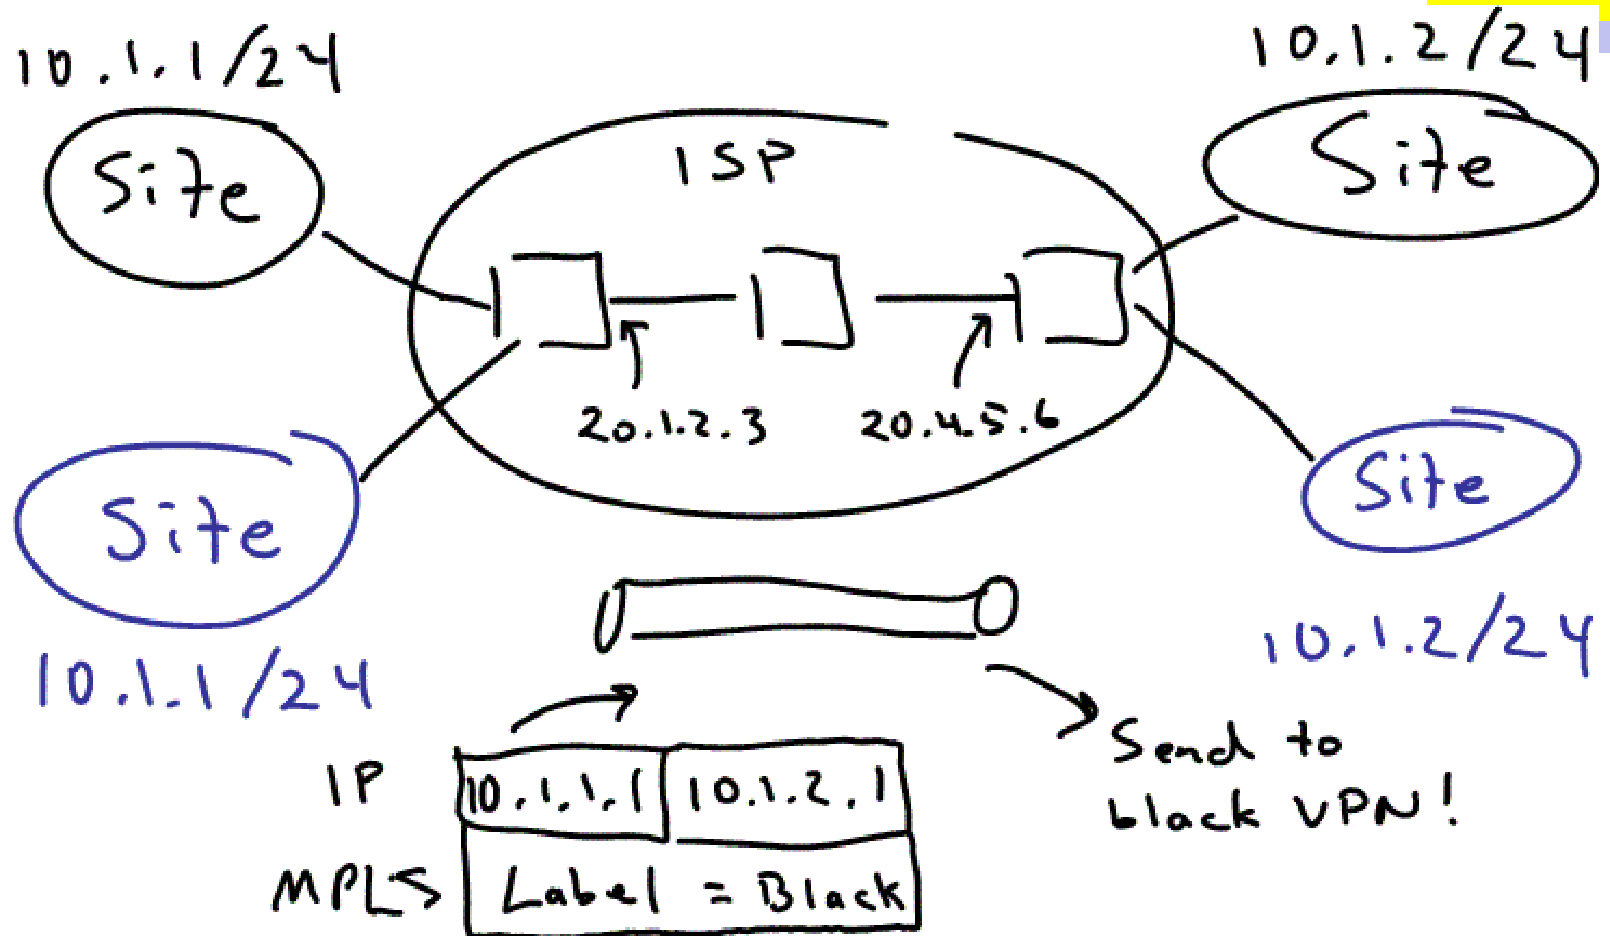 10.1.1/24
10.1.2/24
Site
ISP
Site
20.1.2.3
20.4.5.6
Site
Site
10.1.1/24
10.1.2/24
IP
10.1.1.1
10.1.2.1
Send to
black VPN!
MPLS
Label = Black